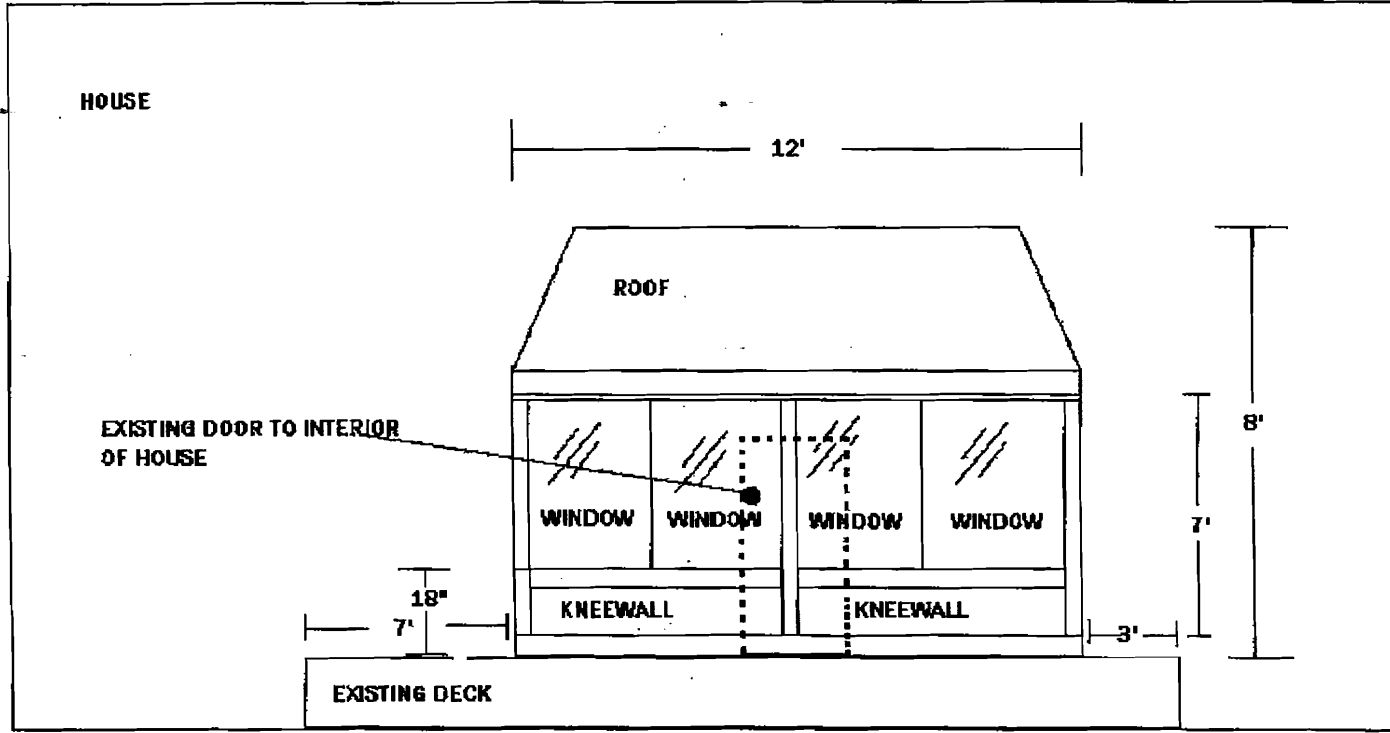 HOUSE
12'
ROOF
8'
EXISTING DOOR TO INTERIOR
OF HOUSE
WINDOW WINDOW WINDOW WINDOW
7'
18"
KNEEWALL KNEEWALL
7'
3'
EXISTING DECK